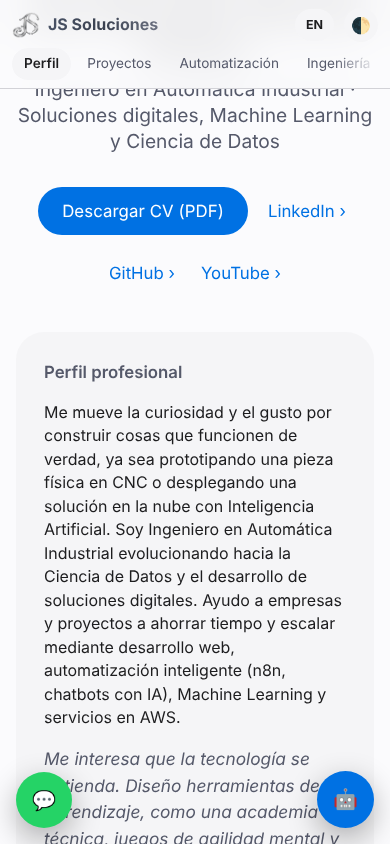 JS Soluciones
EN
Perfil Proyectos Automatización Ingeniería
Ingeniero en Automática Industrial ·
Soluciones digitales, Machine Learning
y Ciencia de Datos
Descargar CV (PDF) LinkedIn ›
GitHub › YouTube ›
Perfil profesional
Me mueve la curiosidad y el gusto por
construir cosas que funcionen de
verdad, ya sea prototipando una pieza
física en CNC o desplegando una
solución en la nube con Inteligencia
Artificial. Soy Ingeniero en Automática
Industrial evolucionando hacia la
Ciencia de Datos y el desarrollo de
soluciones digitales. Ayudo a empresas
y proyectos a ahorrar tiempo y escalar
mediante desarrollo web,
automatización inteligente (n8n,
chatbots con IA), Machine Learning y
servicios en AWS.
Me interesa que la tecnología se
Diseño herramientas de
como una academia
técnica, juegos de agilidad mental y